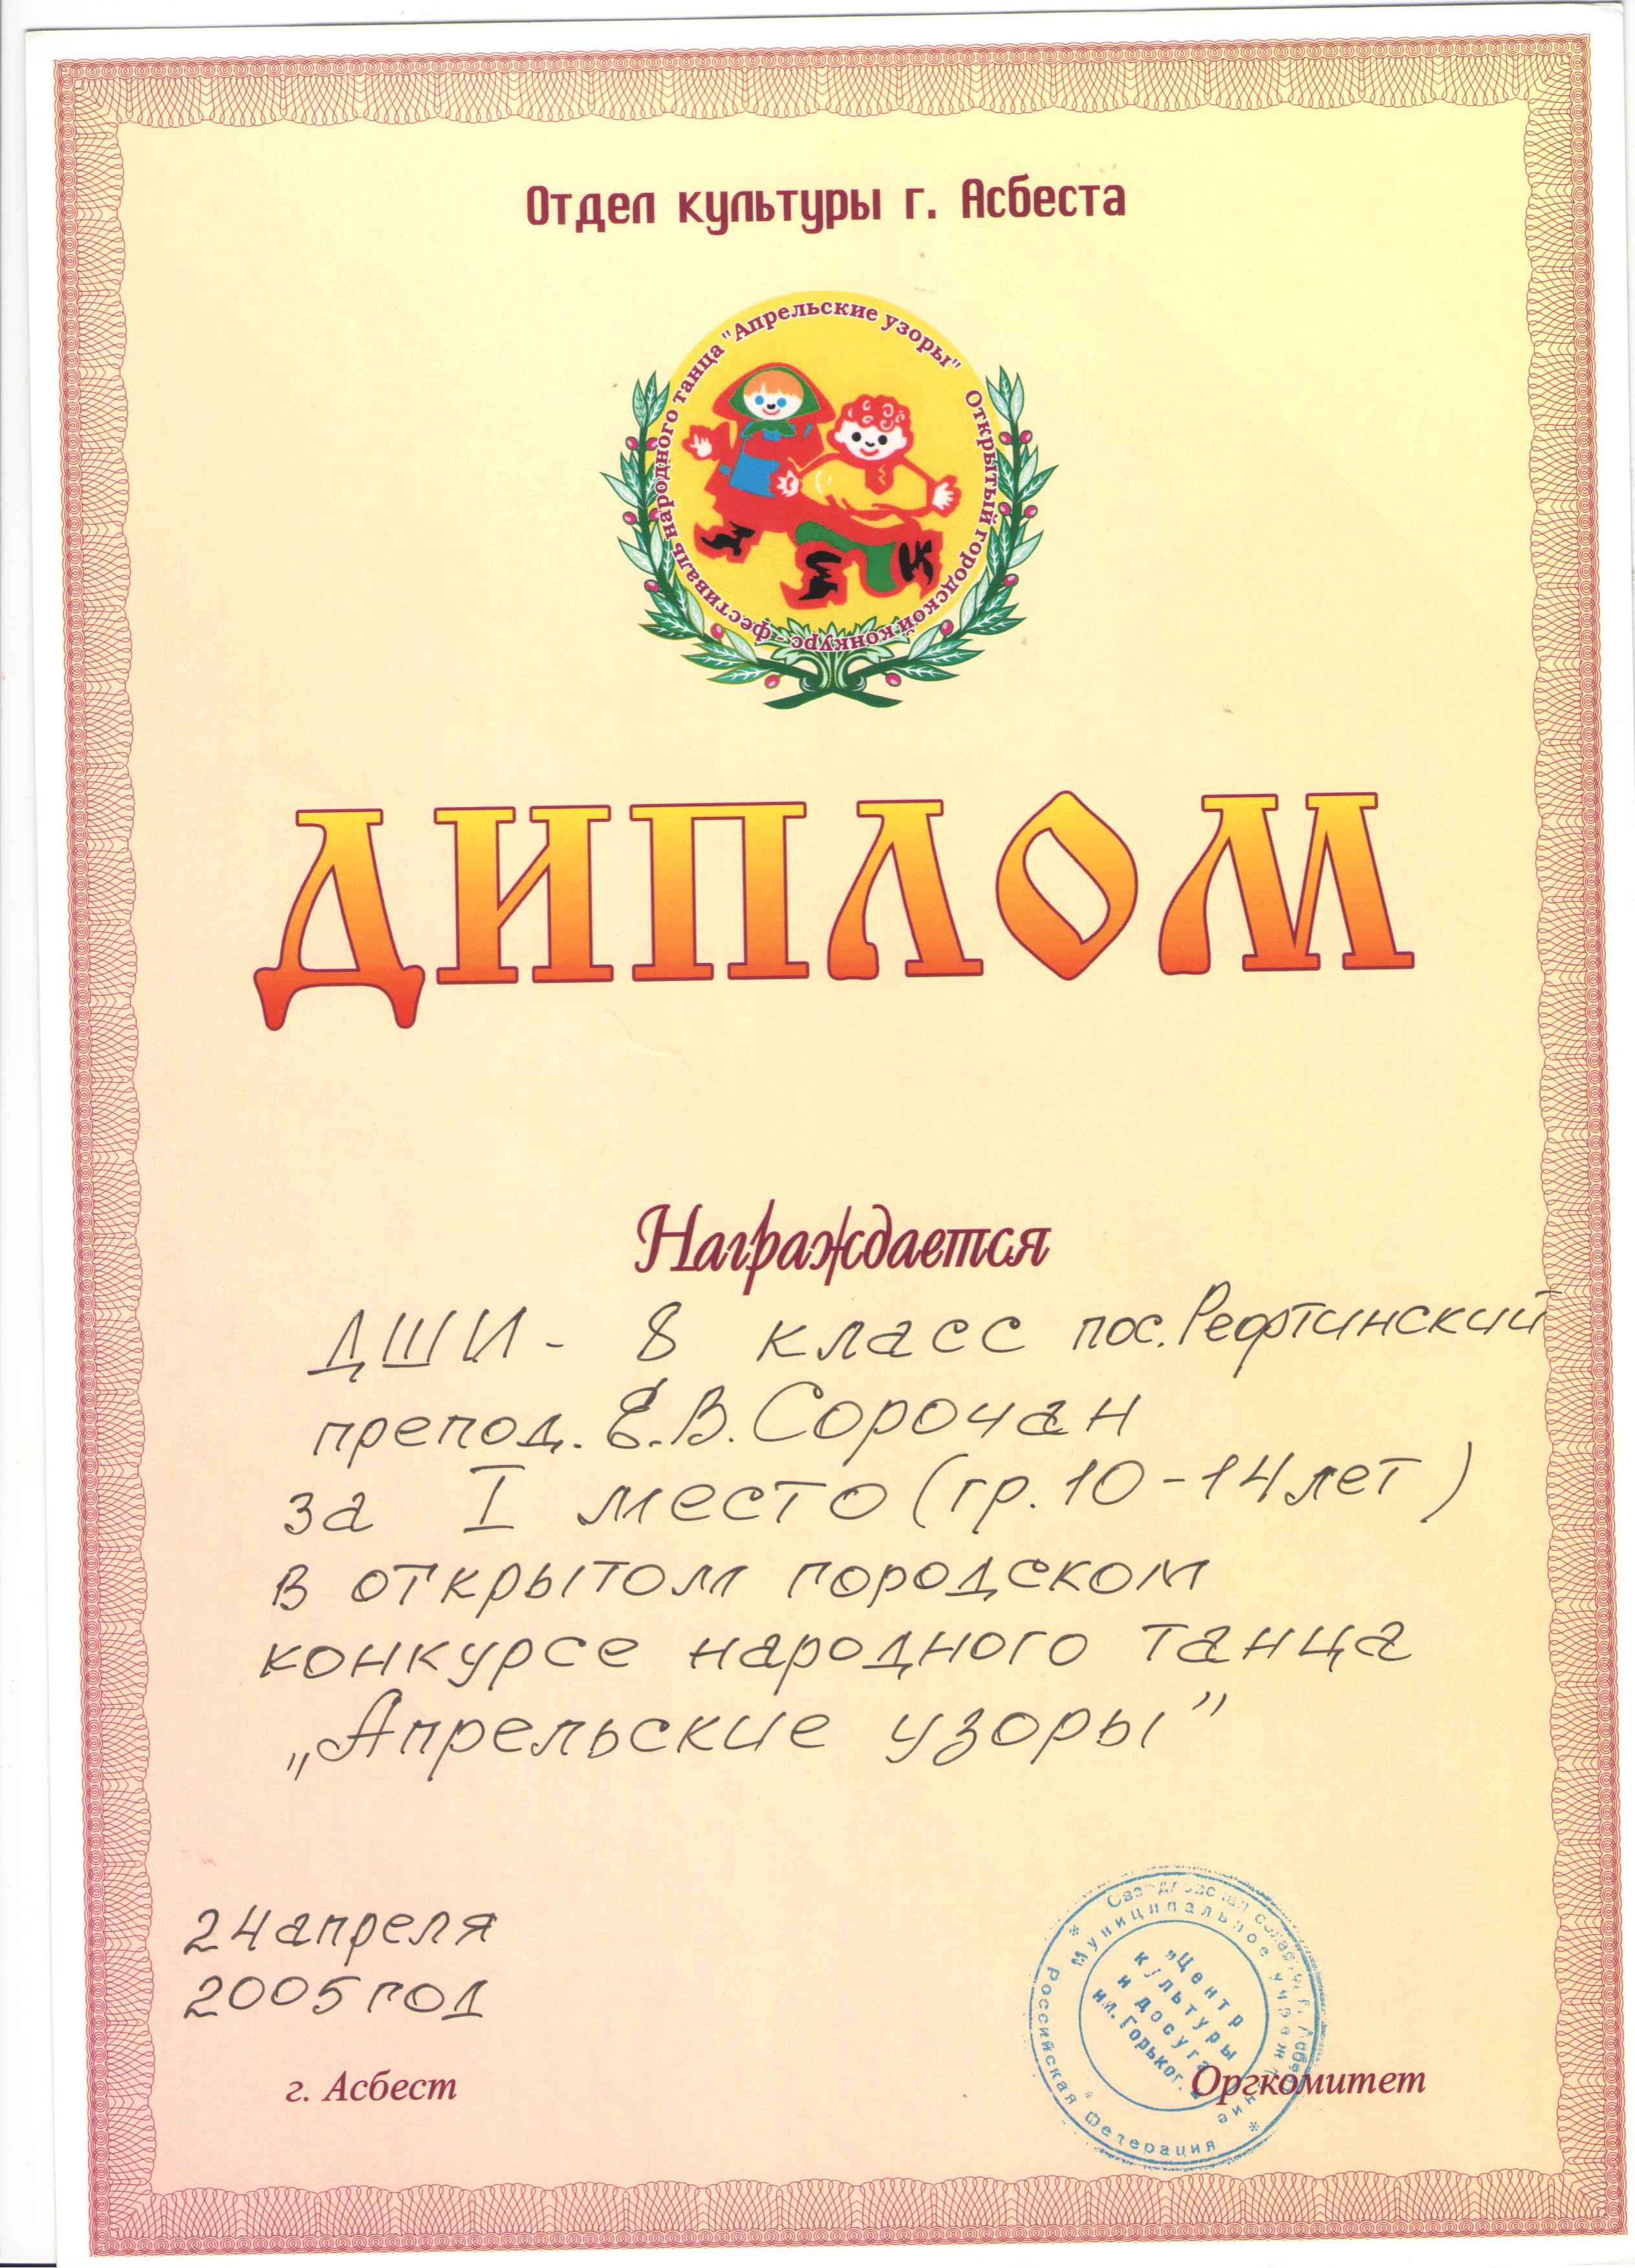 Отдел культуры г. Асбеста
Открытый городской конкурс - фестиваль народного танца "Апрельские узоры"
ДИПЛОМ
Награждается
ДШИ - 8 класс пос. Рефтинский
препод. Е.В. Сорочан
за I место (гр. 10-14 лет)
в открытом городском
конкурсе народного танца
„Апрельские узоры”
24 апреля
2005 год
г. Асбест
Оргкомитет
Российская Федерация * Свердловская область, г. Асбест *
Муниципальное учреждение *
„Центр
культуры
и досуга
им. Горького